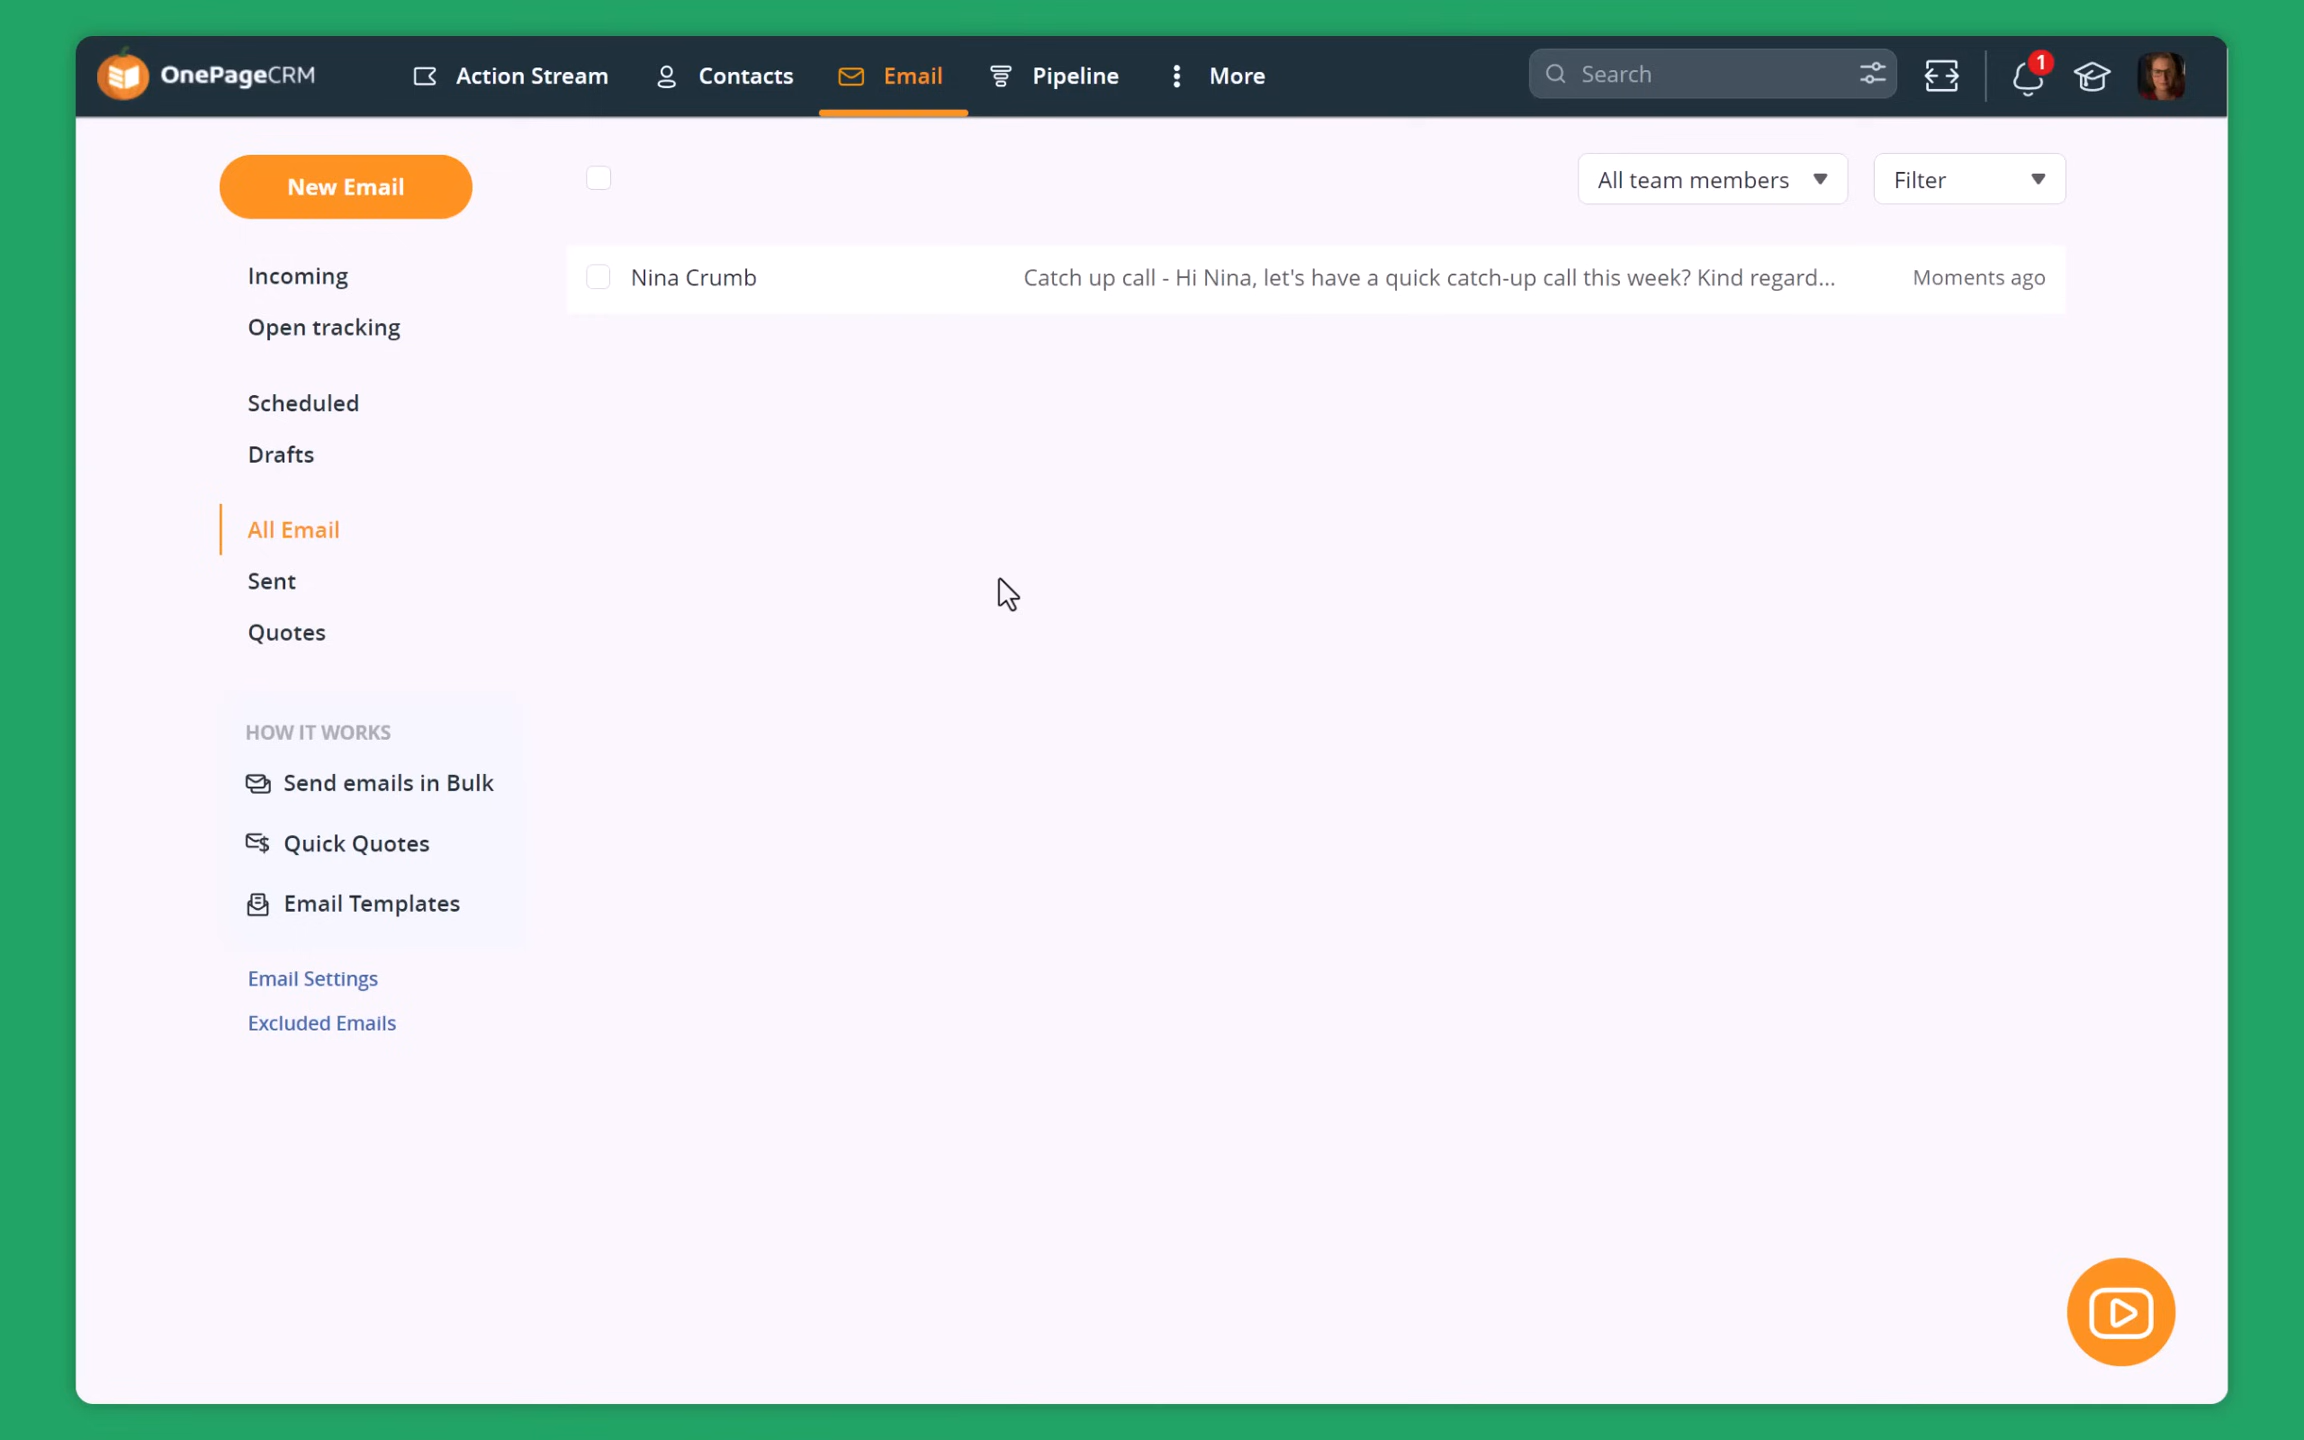 OnePageCRM Action Stream Contacts Email Pipeline More Search 1
New Email All team members Filter
Nina Crumb Catch up call - Hi Nina, let's have a quick catch-up call this week? Kind regard... Moments ago
Incoming
Open tracking
Scheduled
Drafts
All Email
Sent
Quotes
HOW IT WORKS
Send emails in Bulk
Quick Quotes
Email Templates
Email Settings
Excluded Emails